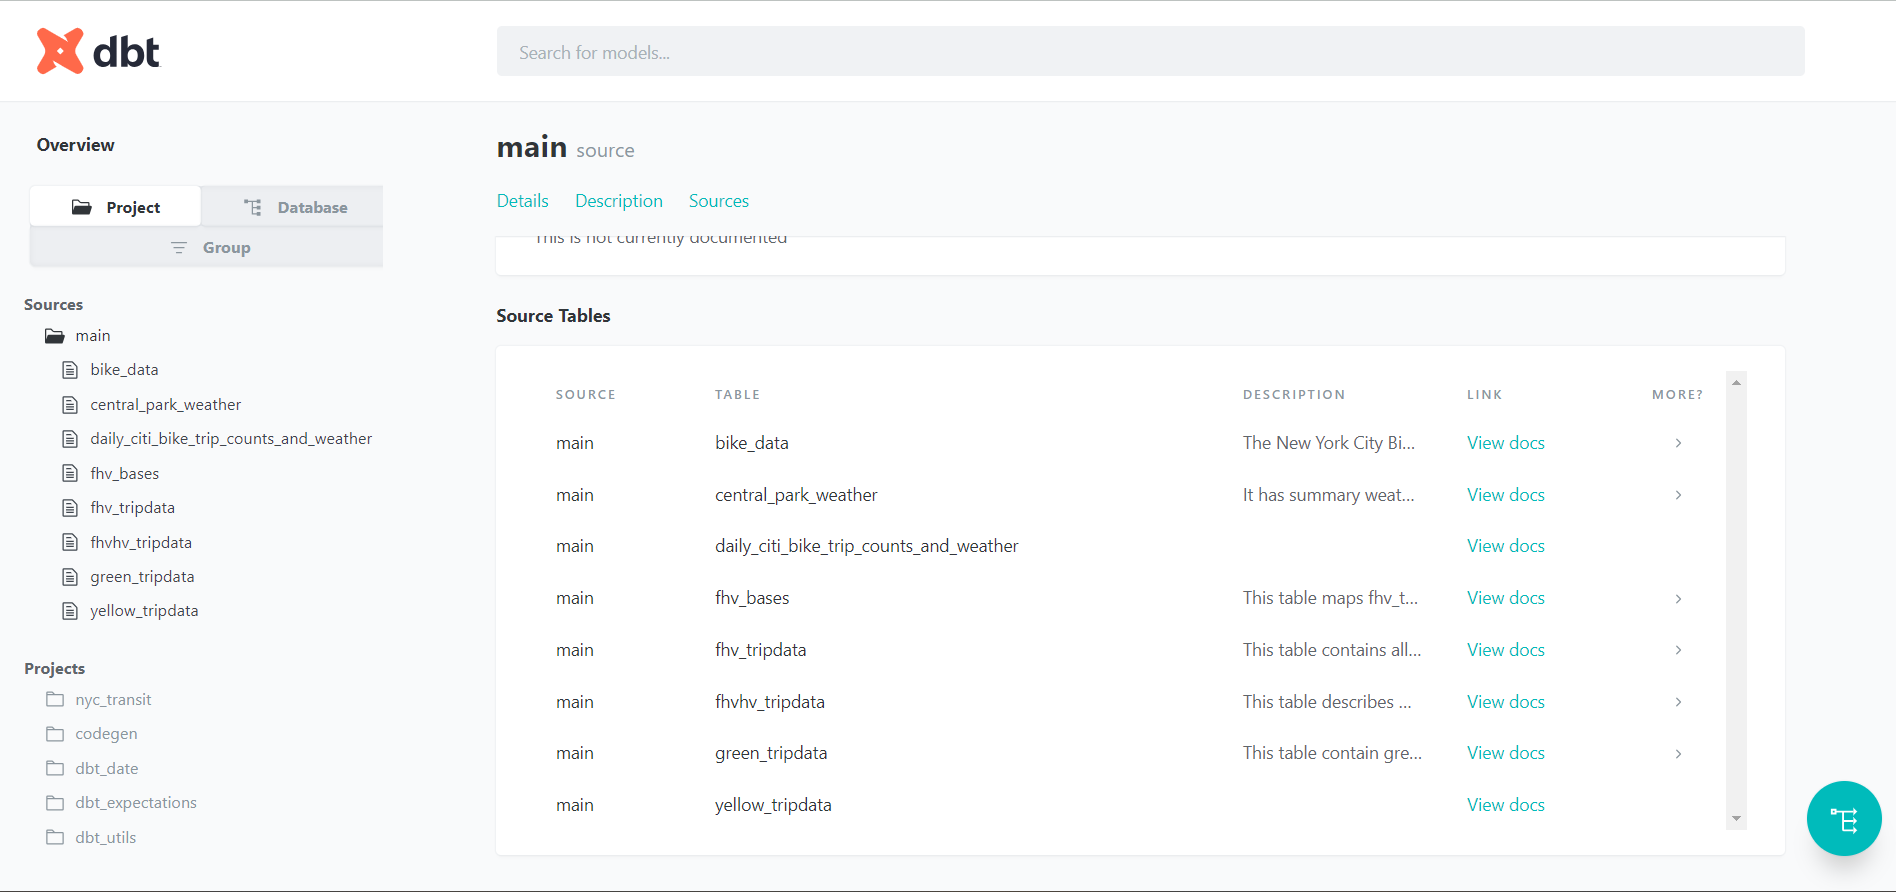 dbt
Search for models...
Overview
Project
Database
Group
Sources
main
bike_data
central_park_weather
daily_citi_bike_trip_counts_and_weather
fhv_bases
fhv_tripdata
fhvhv_tripdata
green_tripdata
yellow_tripdata
Projects
nyc_transit
codegen
dbt_date
dbt_expectations
dbt_utils
main source
Details Description Sources
This is not currently documented
Source Tables
SOURCE TABLE DESCRIPTION LINK MORE?
main bike_data The New York City Bi... View docs
main central_park_weather It has summary weat... View docs
main daily_citi_bike_trip_counts_and_weather View docs
main fhv_bases This table maps fhv_t... View docs
main fhv_tripdata This table contains all... View docs
main fhvhv_tripdata This table describes ... View docs
main green_tripdata This table contain gre... View docs
main yellow_tripdata View docs